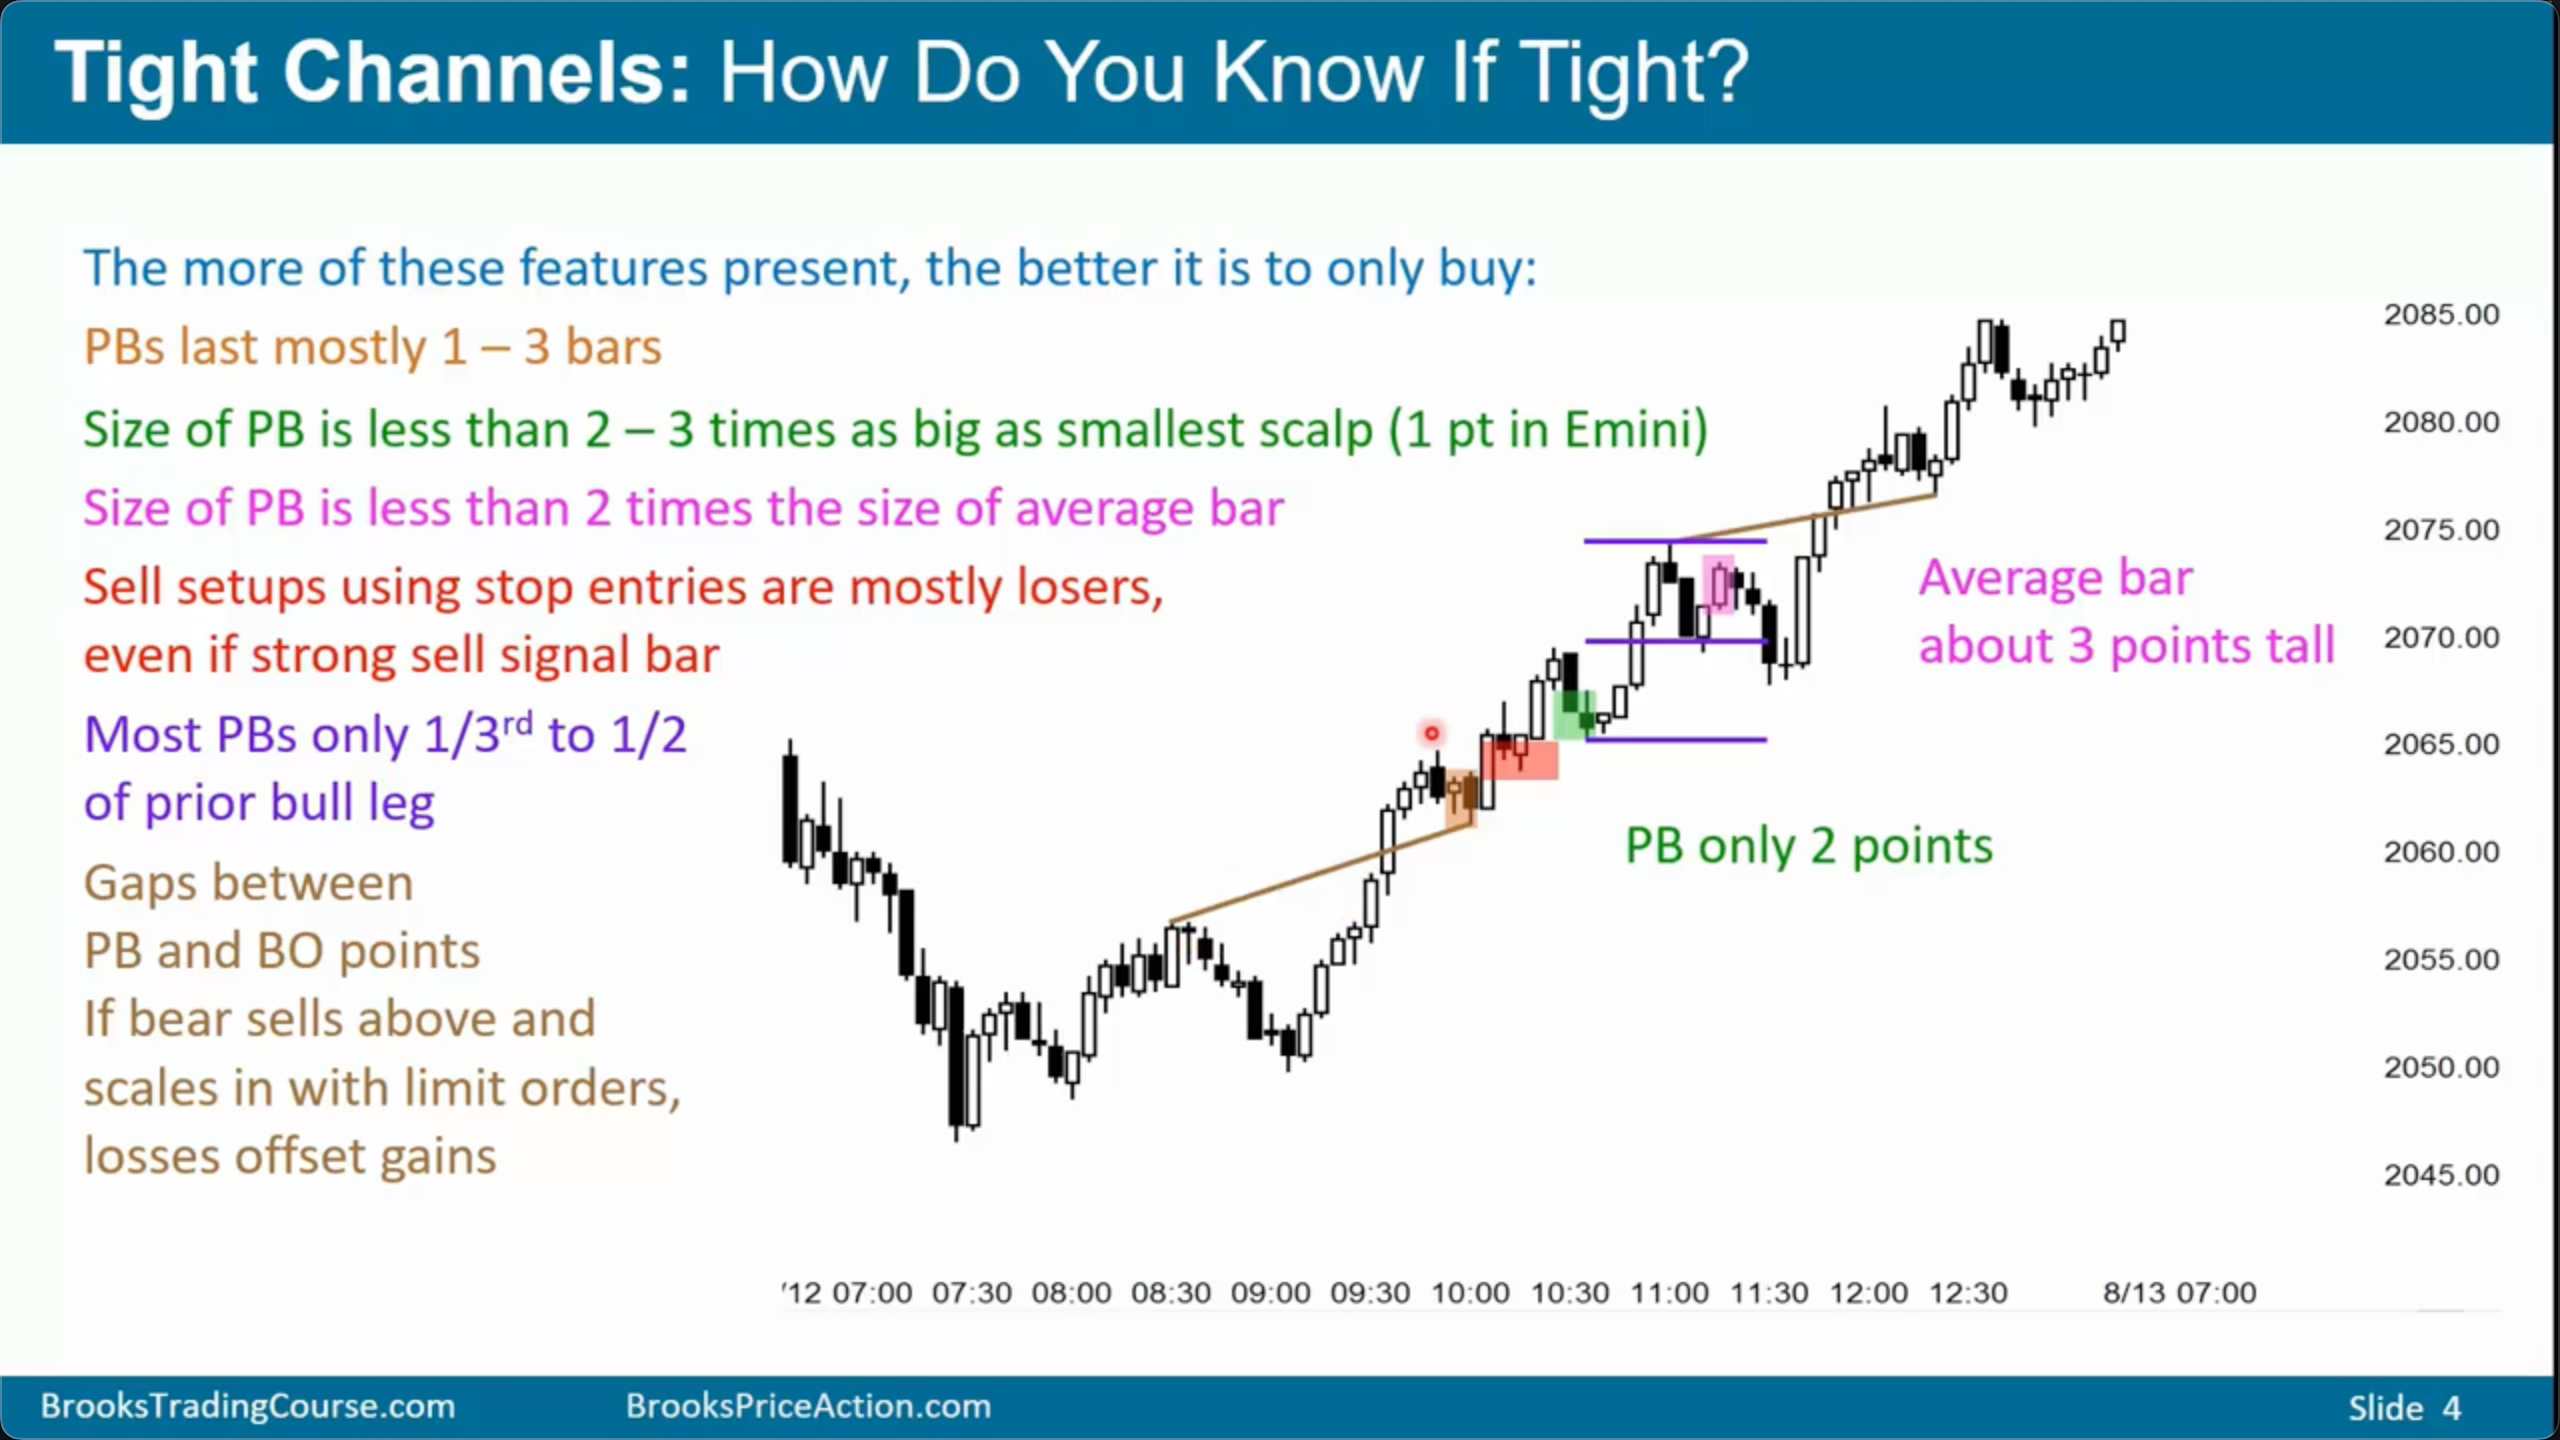 Tight Channels: How Do You Know If Tight?
The more of these features present, the better it is to only buy:
PBs last mostly 1 – 3 bars
Size of PB is less than 2 – 3 times as big as smallest scalp (1 pt in Emini)
Size of PB is less than 2 times the size of average bar
Sell setups using stop entries are mostly losers,
even if strong sell signal bar
Most PBs only 1/3rd to 1/2
of prior bull leg
Gaps between
PB and BO points
If bear sells above and
scales in with limit orders,
losses offset gains
Average bar
about 3 points tall
PB only 2 points
2085.00
2080.00
2075.00
2070.00
2065.00
2060.00
2055.00
2050.00
2045.00
'12 07:00 07:30 08:00 08:30 09:00 09:30 10:00 10:30 11:00 11:30 12:00 12:30 8/13 07:00
BrooksTradingCourse.com BrooksPriceAction.com Slide 4